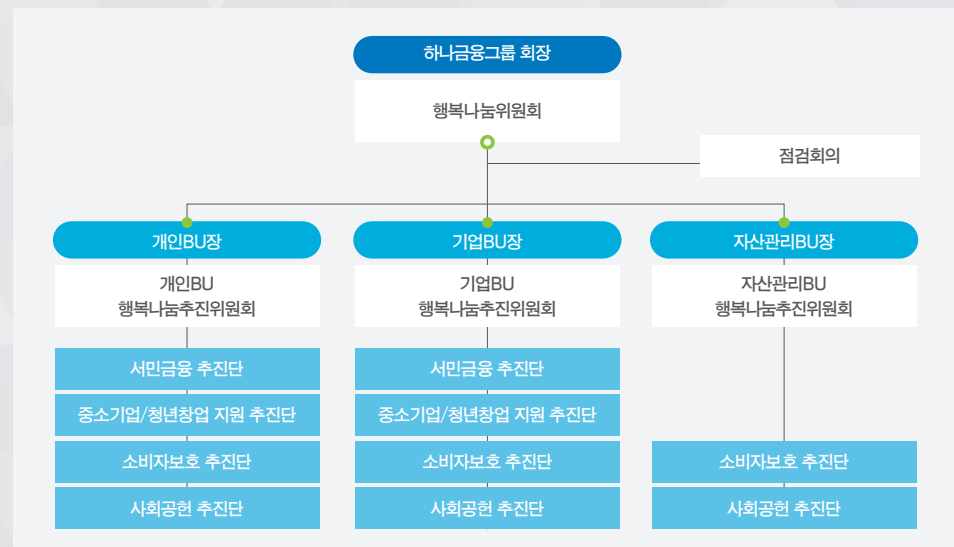 하나금융그룹 회장
행복나눔위원회
점검회의
개인BU장
개인BU
행복나눔추진위원회
서민금융 추진단
중소기업/청년창업 지원 추진단
소비자보호 추진단
사회공헌 추진단
기업BU장
기업BU
행복나눔추진위원회
서민금융 추진단
중소기업/청년창업 지원 추진단
소비자보호 추진단
사회공헌 추진단
자산관리BU장
자산관리BU
행복나눔추진위원회
소비자보호 추진단
사회공헌 추진단